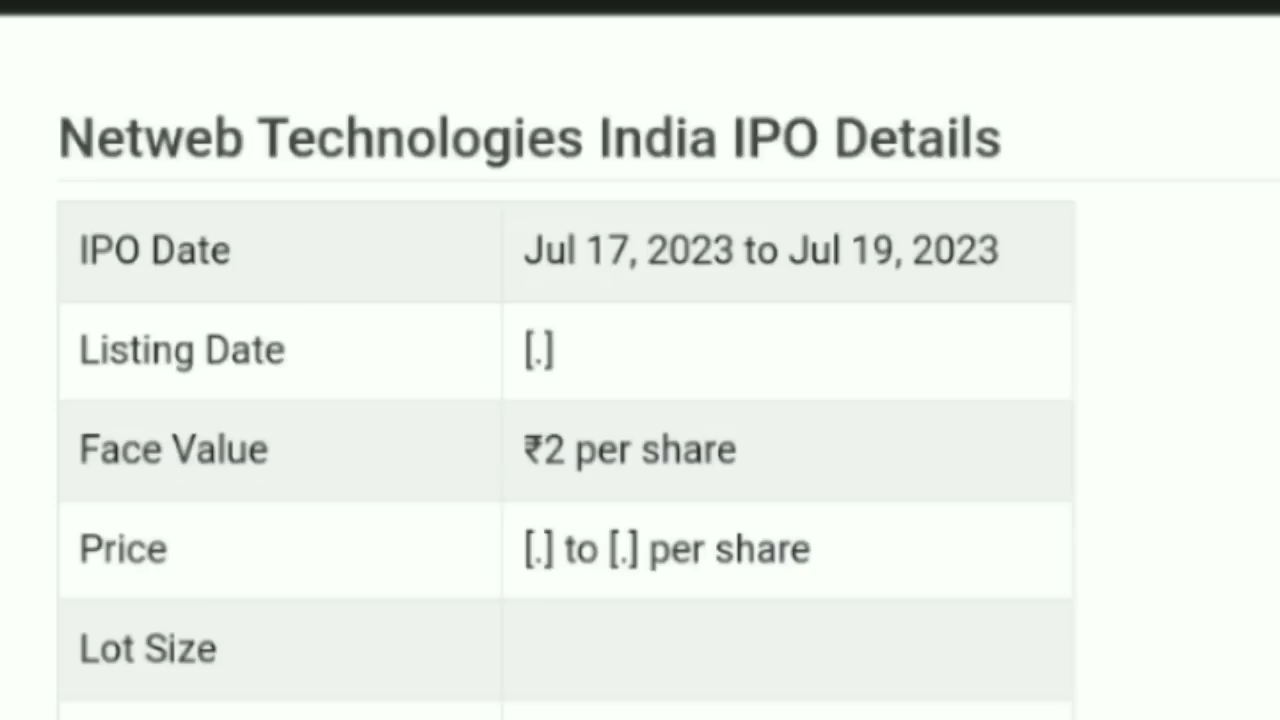 Netweb Technologies India IPO Details
IPO Date Jul 17, 2023 to Jul 19, 2023
Listing Date [.]
Face Value ₹2 per share
Price [.] to [.] per share
Lot Size